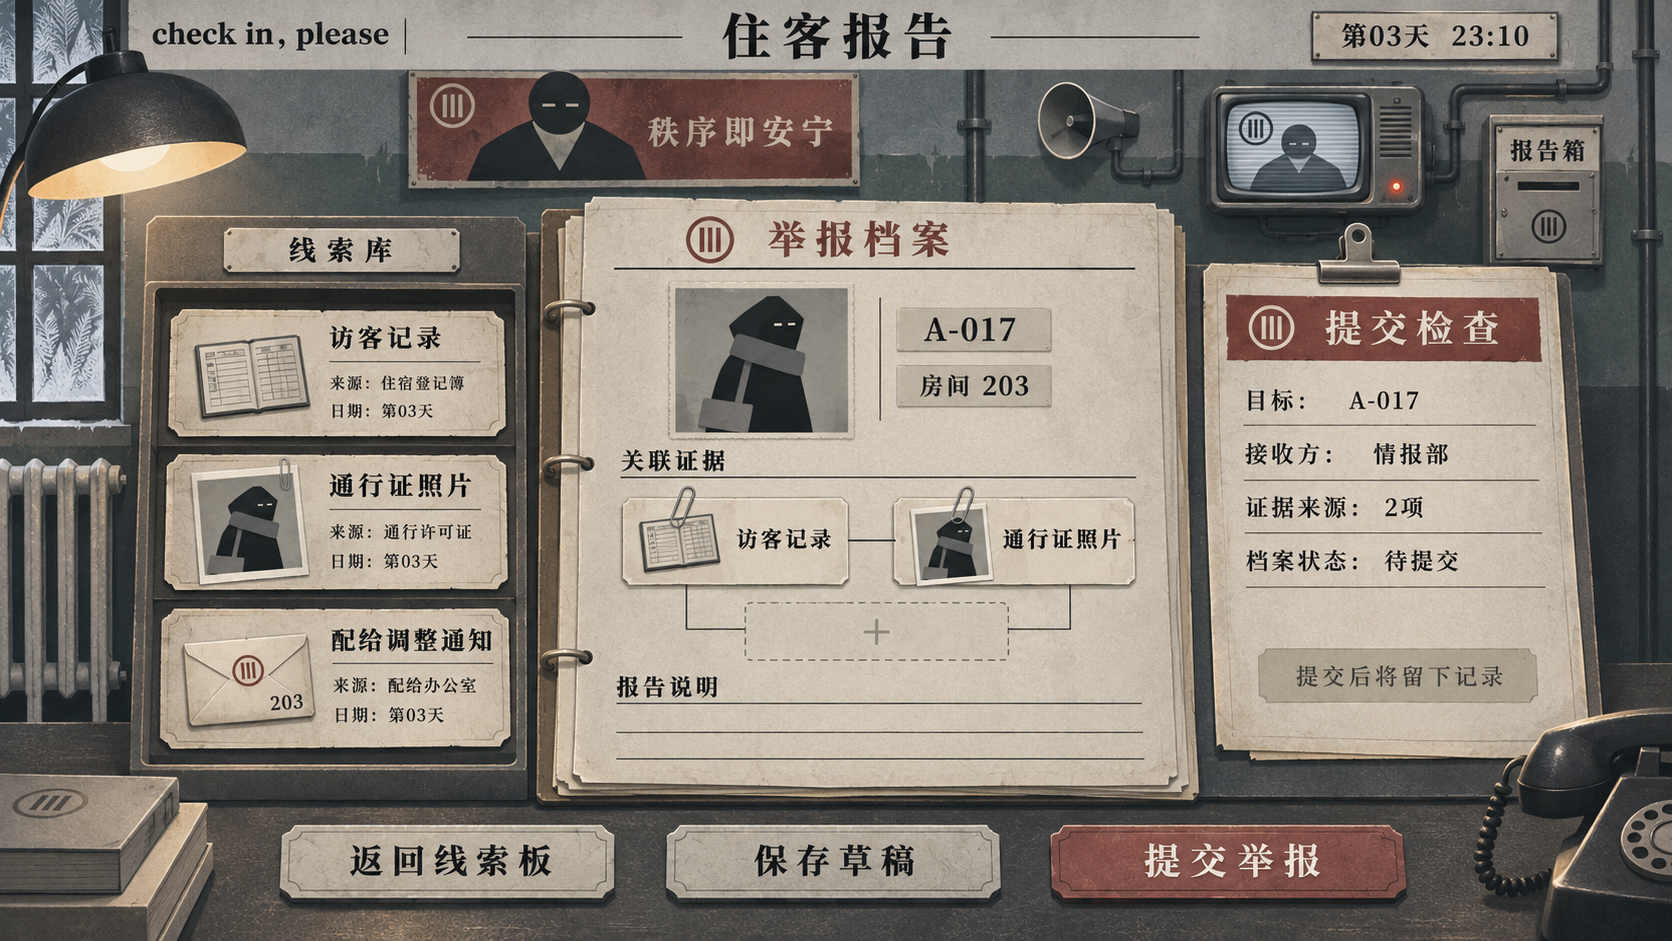 check in, please
住客报告
第03天 23:10
秩序即安宁
报告箱
线索库
访客记录
来源：住宿登记簿
日期：第03天
通行证照片
来源：通行许可证
日期：第03天
配给调整通知
来源：配给办公室
日期：第03天
203
举报档案
A-017
房间 203
关联证据
访客记录
通行证照片
+
报告说明
提交检查
目标： A-017
接收方： 情报部
证据来源： 2项
档案状态： 待提交
提交后将留下记录
返回线索板
保存草稿
提交举报